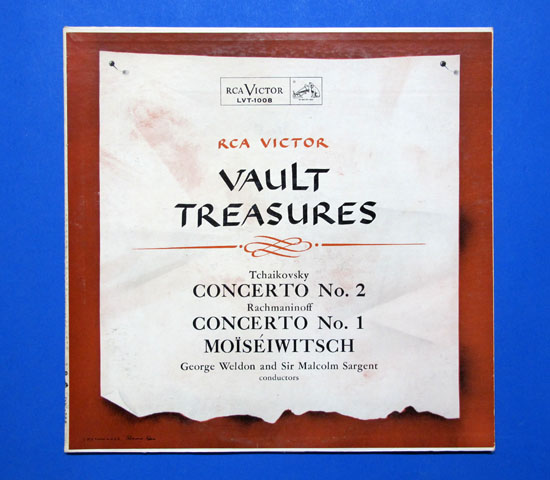 RCA VICTOR
LVT-1008
RCA VICTOR
VAULT
TREASURES
Tchaikovsky
CONCERTO No. 2
Rachmaninoff
CONCERTO No. 1
MOÏSÉIWITSCH
George Weldon and Sir Malcolm Sargent
conductors